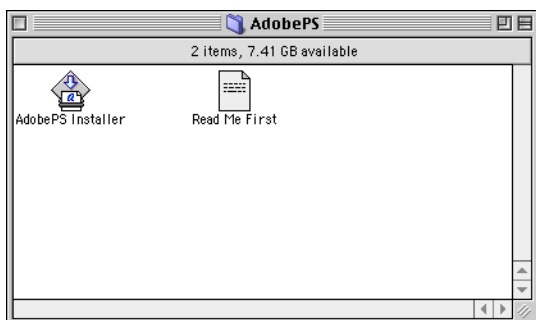 AdobePS
2 items, 7.41 GB available
AdobePS Installer
Read Me First